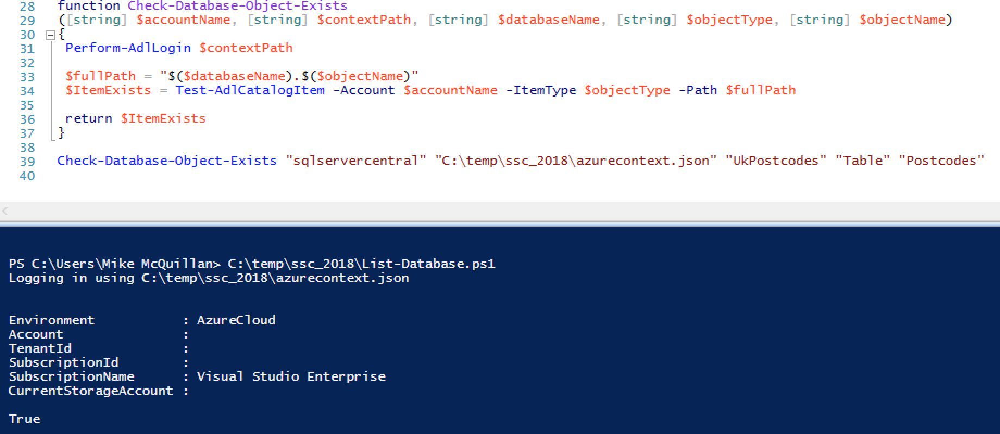 28 function Check-Database-Object-Exists
29 ([string] $accountName, [string] $contextPath, [string] $databaseName, [string] $objectType, [string] $objectName)
30 {
31 Perform-AdlLogin $contextPath
32
33 $fullPath = "$($databaseName).$($objectName)"
34 $ItemExists = Test-AdlCatalogItem -Account $accountName -ItemType $objectType -Path $fullPath
35
36 return $ItemExists
37 }
38
39 Check-Database-Object-Exists "sqlservercentral" "C:\temp\ssc_2018\azurecontext.json" "UkPostcodes" "Table" "Postcodes"
40
PS C:\Users\Mike McQuillan> C:\temp\ssc_2018\List-Database.ps1
Logging in using C:\temp\ssc_2018\azurecontext.json
Environment : AzureCloud
Account :
TenantId :
SubscriptionId :
SubscriptionName : Visual Studio Enterprise
CurrentStorageAccount :
True